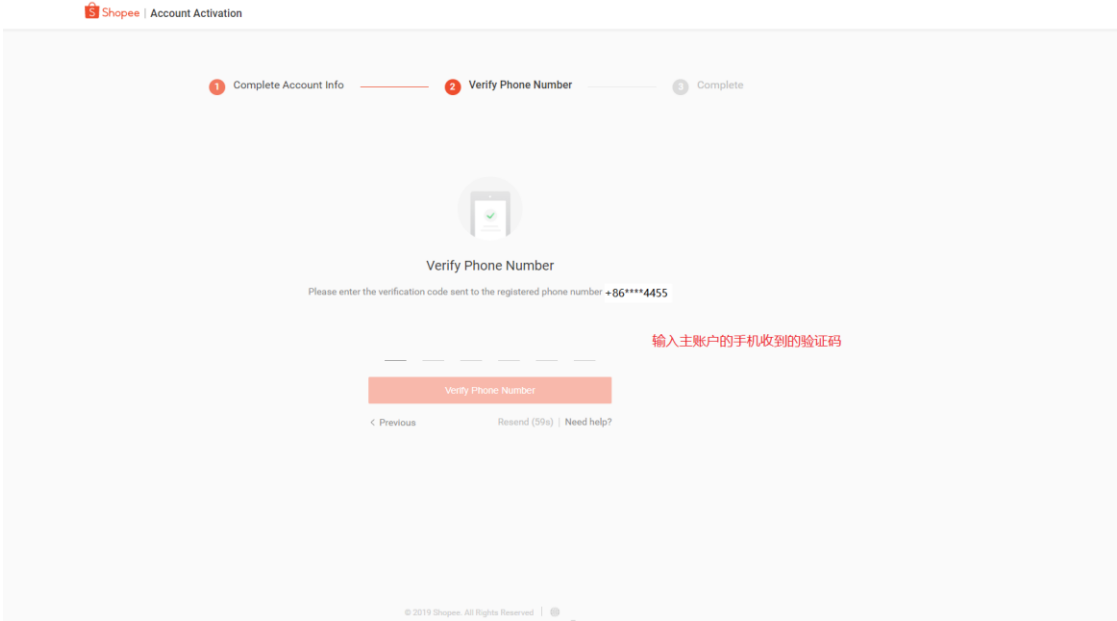 Shopee | Account Activation
1 Complete Account Info 2 Verify Phone Number 3 Complete
Verify Phone Number
Please enter the verification code sent to the registered phone number +86****4455
输入主账户的手机收到的验证码
Verify Phone Number
< Previous Resend (59s) | Need help?
© 2019 Shopee. All Rights Reserved |